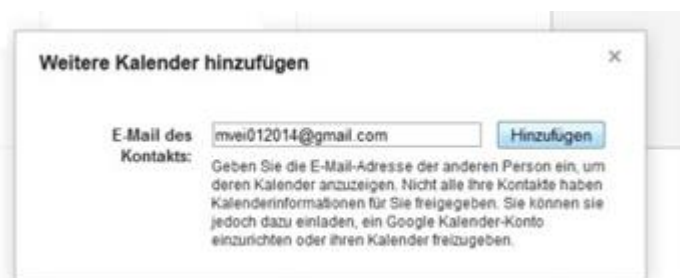 Weitere Kalender hinzufügen
×
E-Mail des Kontakts:
mvei012014@gmail.com
Hinzufügen
Geben Sie die E-Mail-Adresse der anderen Person ein, um
deren Kalender anzuzeigen. Nicht alle Ihre Kontakte haben
Kalenderinformationen für Sie freigegeben. Sie können sie
jedoch dazu einladen, ein Google Kalender-Konto
einzurichten oder ihren Kalender freizugeben.